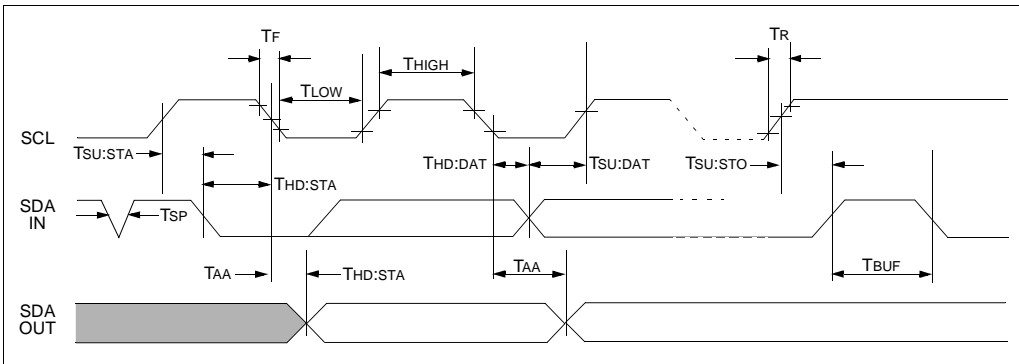 TF
TR
THIGH
TLOW
SCL
TSU:STA
THD:DAT
TSU:DAT
TSU:STO
THD:STA
SDA
IN
TSP
TAA
THD:STA
TAA
TBUF
SDA
OUT